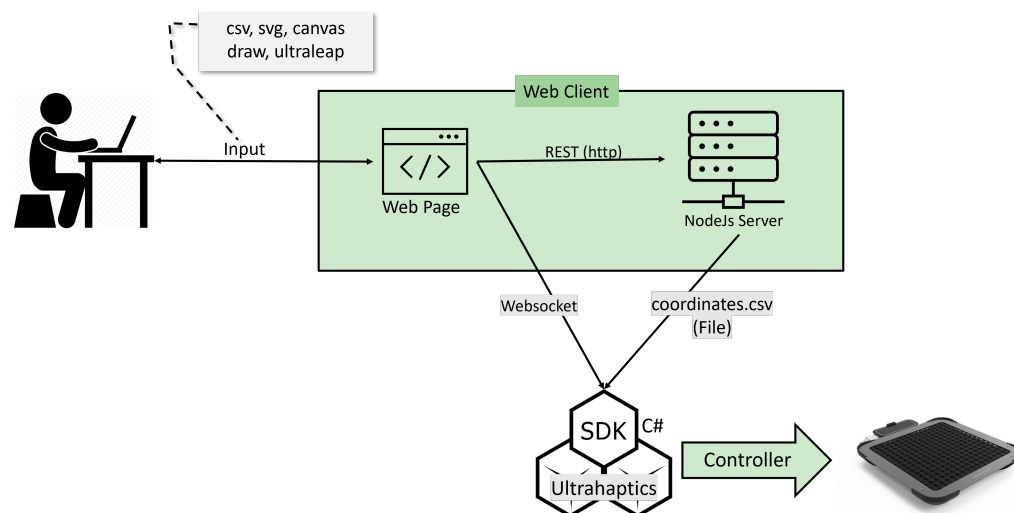 csv, svg, canvas
draw, ultraleap
Web Client
Input
REST (http)
</>
Web Page
NodeJs Server
Websocket
coordinates.csv
(File)
SDK
C#
Controller
Ultrahaptics